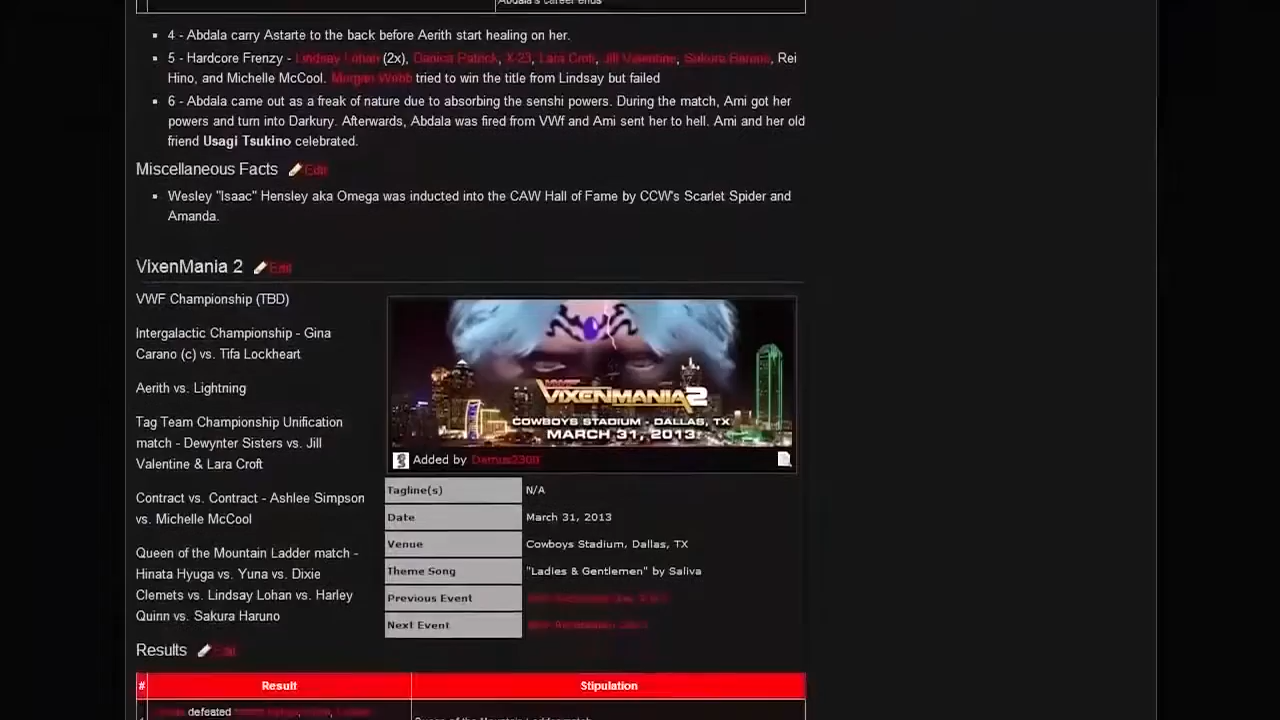 Abdala's career ends
4 - Abdala carry Astarte to the back before Aerith start healing on her.
5 - Hardcore Frenzy - Lindsay Lohan (2x), Danica Patrick, X-23, Lara Croft, Jill Valentine, Sakura Haruno, Rei
Hino, and Michelle McCool. Morgan Webb tried to win the title from Lindsay but failed
6 - Abdala came out as a freak of nature due to absorbing the senshi powers. During the match, Ami got her
powers and turn into Darkury. Afterwards, Abdala was fired from VWf and Ami sent her to hell. Ami and her old
friend Usagi Tsukino celebrated.
Miscellaneous Facts Edit
Wesley "Isaac" Hensley aka Omega was inducted into the CAW Hall of Fame by CCW's Scarlet Spider and
Amanda.
VixenMania 2 Edit
VWF Championship (TBD)
Intergalactic Championship - Gina
Carano (c) vs. Tifa Lockheart
Aerith vs. Lightning
Tag Team Championship Unification
match - Dewynter Sisters vs. Jill
Valentine & Lara Croft
Contract vs. Contract - Ashlee Simpson
vs. Michelle McCool
Queen of the Mountain Ladder match -
Hinata Hyuga vs. Yuna vs. Dixie
Clemets vs. Lindsay Lohan vs. Harley
Quinn vs. Sakura Haruno
VIXENMANIA 2
COWBOYS STADIUM - DALLAS, TX
MARCH 31, 2013
Added by
Tagline(s) N/A
Date March 31, 2013
Venue Cowboys Stadium, Dallas, TX
Theme Song "Ladies & Gentlemen" by Saliva
Previous Event
Next Event
Results Edit
# Result Stipulation
defeated
Queen of the Mountain Ladder match